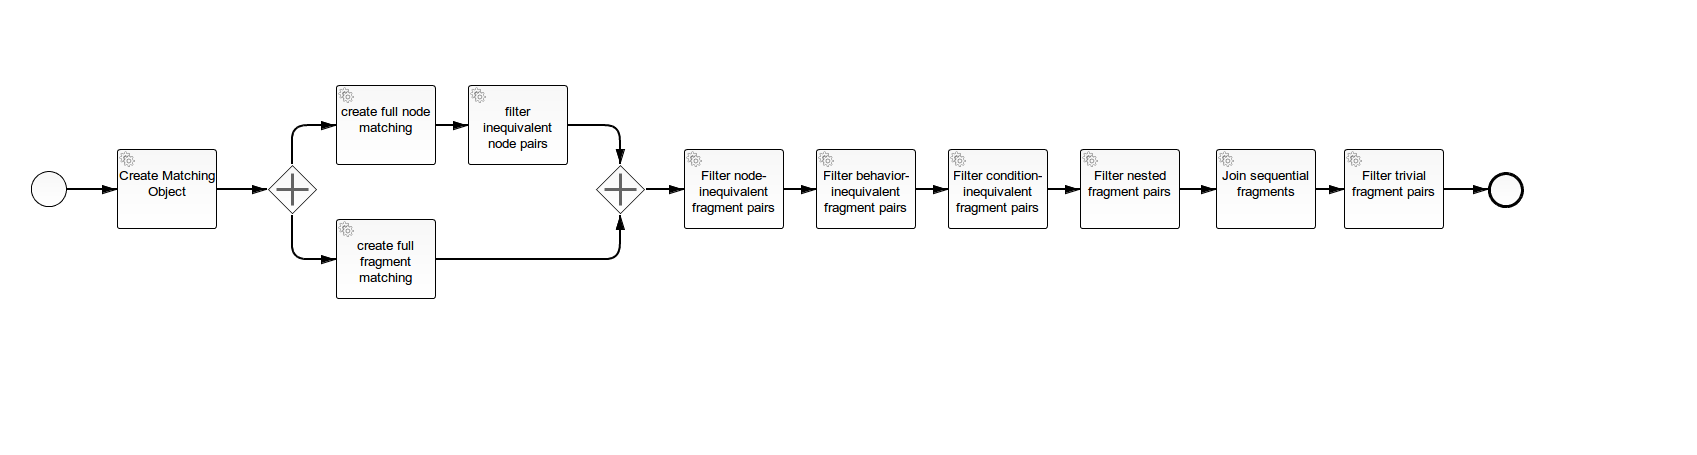 Create Matching
Object
create full node
matching
filter
inequivalent
node pairs
create full
fragment
matching
Filter node-
inequivalent
fragment pairs
Filter behavior-
inequivalent
fragment pairs
Filter condition-
inequivalent
fragment pairs
Filter nested
fragment pairs
Join sequential
fragments
Filter trivial
fragment pairs